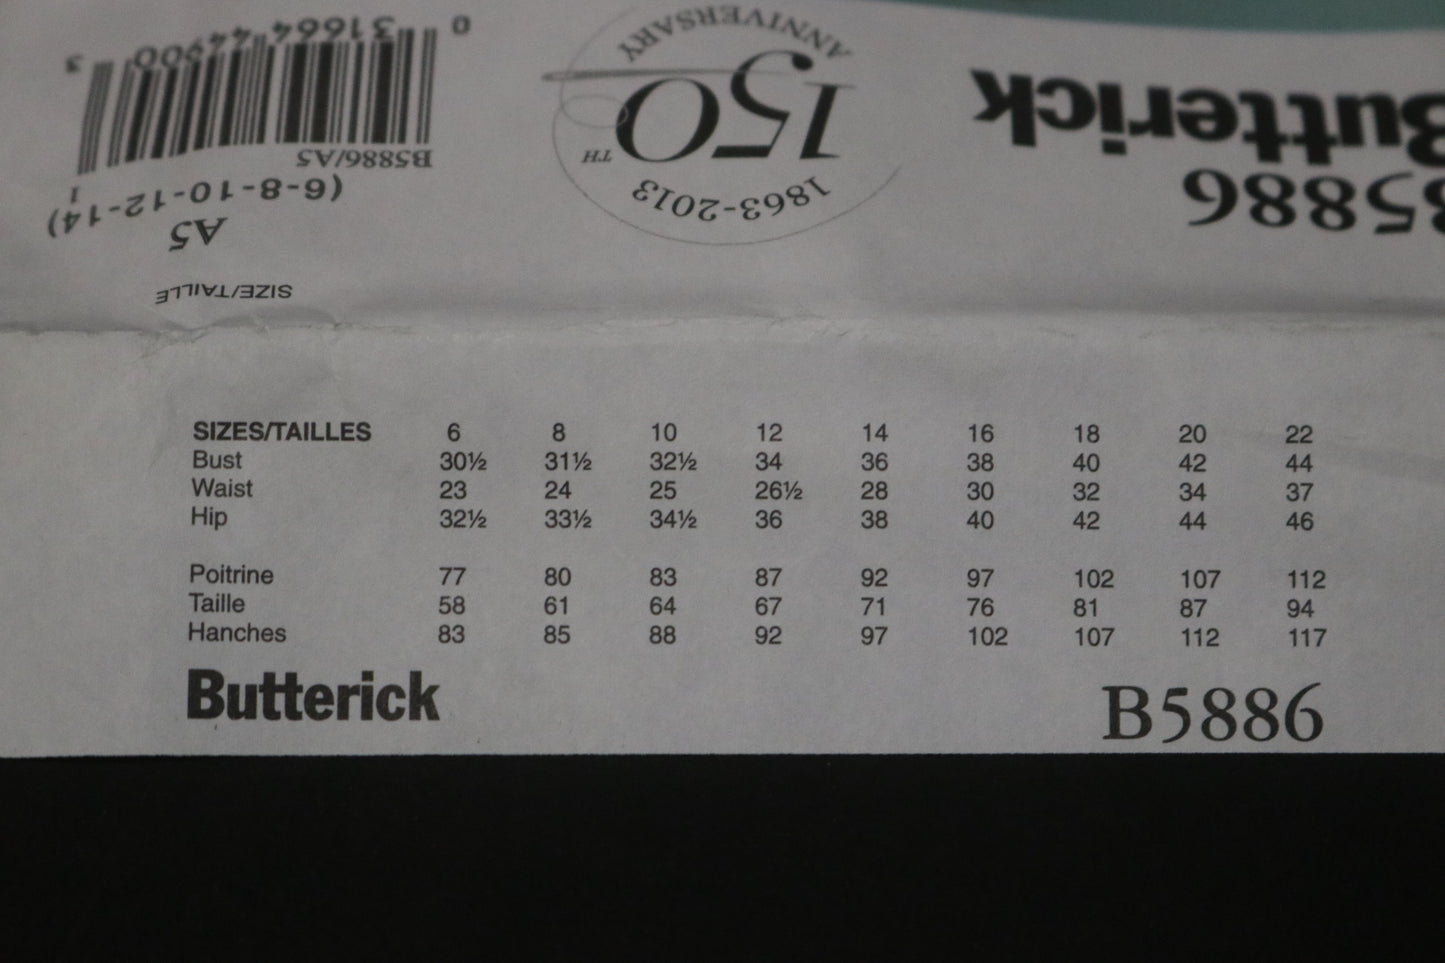 0 31664 44900 3
B5886/A5
1
(6-8-10-12-14)
A5
SIZE/TAILLE
ANNIVERSARY
150 TH
1863-2013
Butterick
B5886
SIZES/TAILLES 6 8 10 12 14 16 18 20 22
Bust 30½ 31½ 32½ 34 36 38 40 42 44
Waist 23 24 25 26½ 28 30 32 34 37
Hip 32½ 33½ 34½ 36 38 40 42 44 46
Poitrine 77 80 83 87 92 97 102 107 112
Taille 58 61 64 67 71 76 81 87 94
Hanches 83 85 88 92 97 102 107 112 117
Butterick B5886